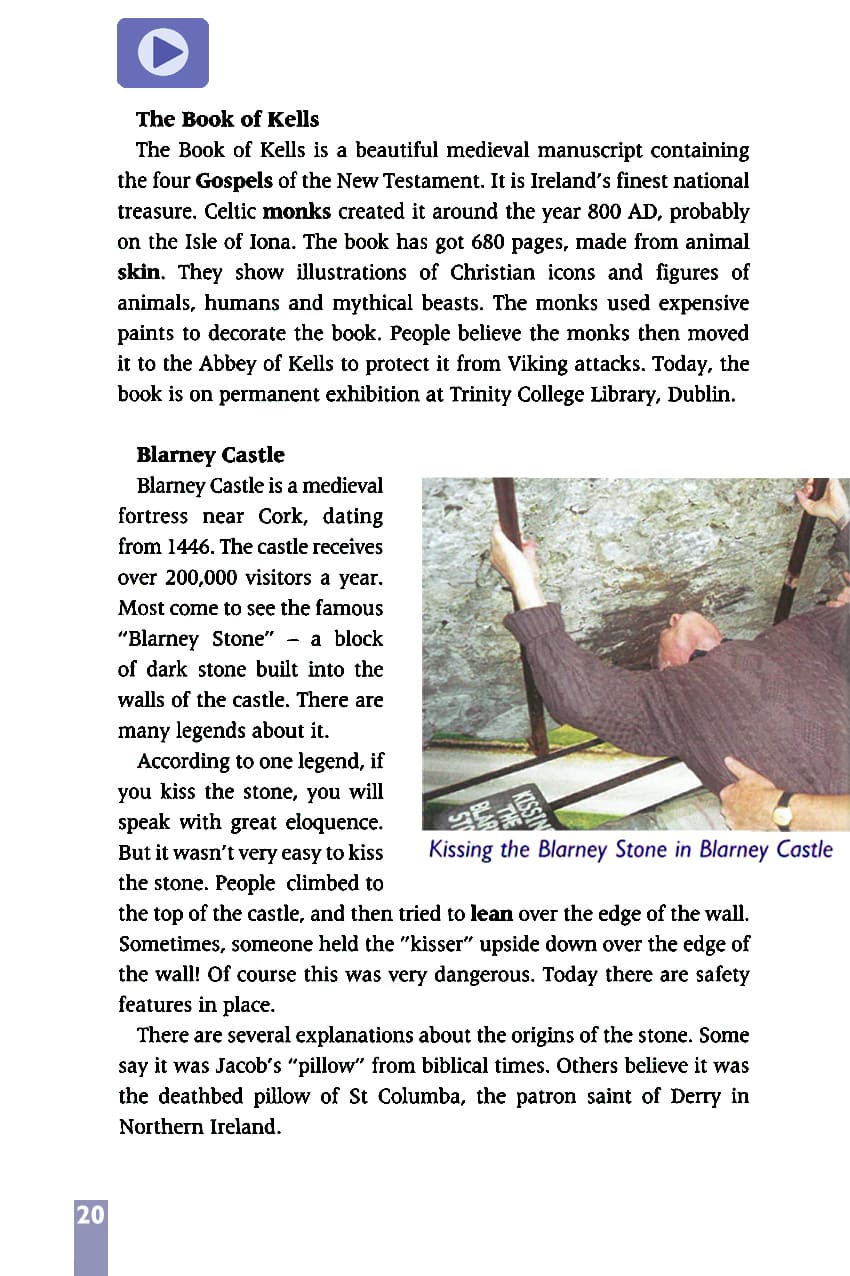 The Book of Kells
The Book of Kells is a beautiful medieval manuscript containing
the four Gospels of the New Testament. It is Ireland's finest national
treasure. Celtic monks created it around the year 800 AD, probably
on the Isle of Iona. The book has got 680 pages, made from animal
skin. They show illustrations of Christian icons and figures of
animals, humans and mythical beasts. The monks used expensive
paints to decorate the book. People believe the monks then moved
it to the Abbey of Kells to protect it from Viking attacks. Today, the
book is on permanent exhibition at Trinity College Library, Dublin.
Blarney Castle
Blarney Castle is a medieval
fortress near Cork, dating
from 1446. The castle receives
over 200,000 visitors a year.
Most come to see the famous
"Blarney Stone" – a block
of dark stone built into the
walls of the castle. There are
many legends about it.
According to one legend, if
you kiss the stone, you will
speak with great eloquence.
But it wasn't very easy to kiss
the stone. People climbed to
the top of the castle, and then tried to lean over the edge of the wall.
Sometimes, someone held the "kisser" upside down over the edge of
the wall! Of course this was very dangerous. Today there are safety
features in place.
There are several explanations about the origins of the stone. Some
say it was Jacob's "pillow" from biblical times. Others believe it was
the deathbed pillow of St Columba, the patron saint of Derry in
Northern Ireland.
KISSIN
THE
BLAR
STO
Kissing the Blarney Stone in Blarney Castle
20